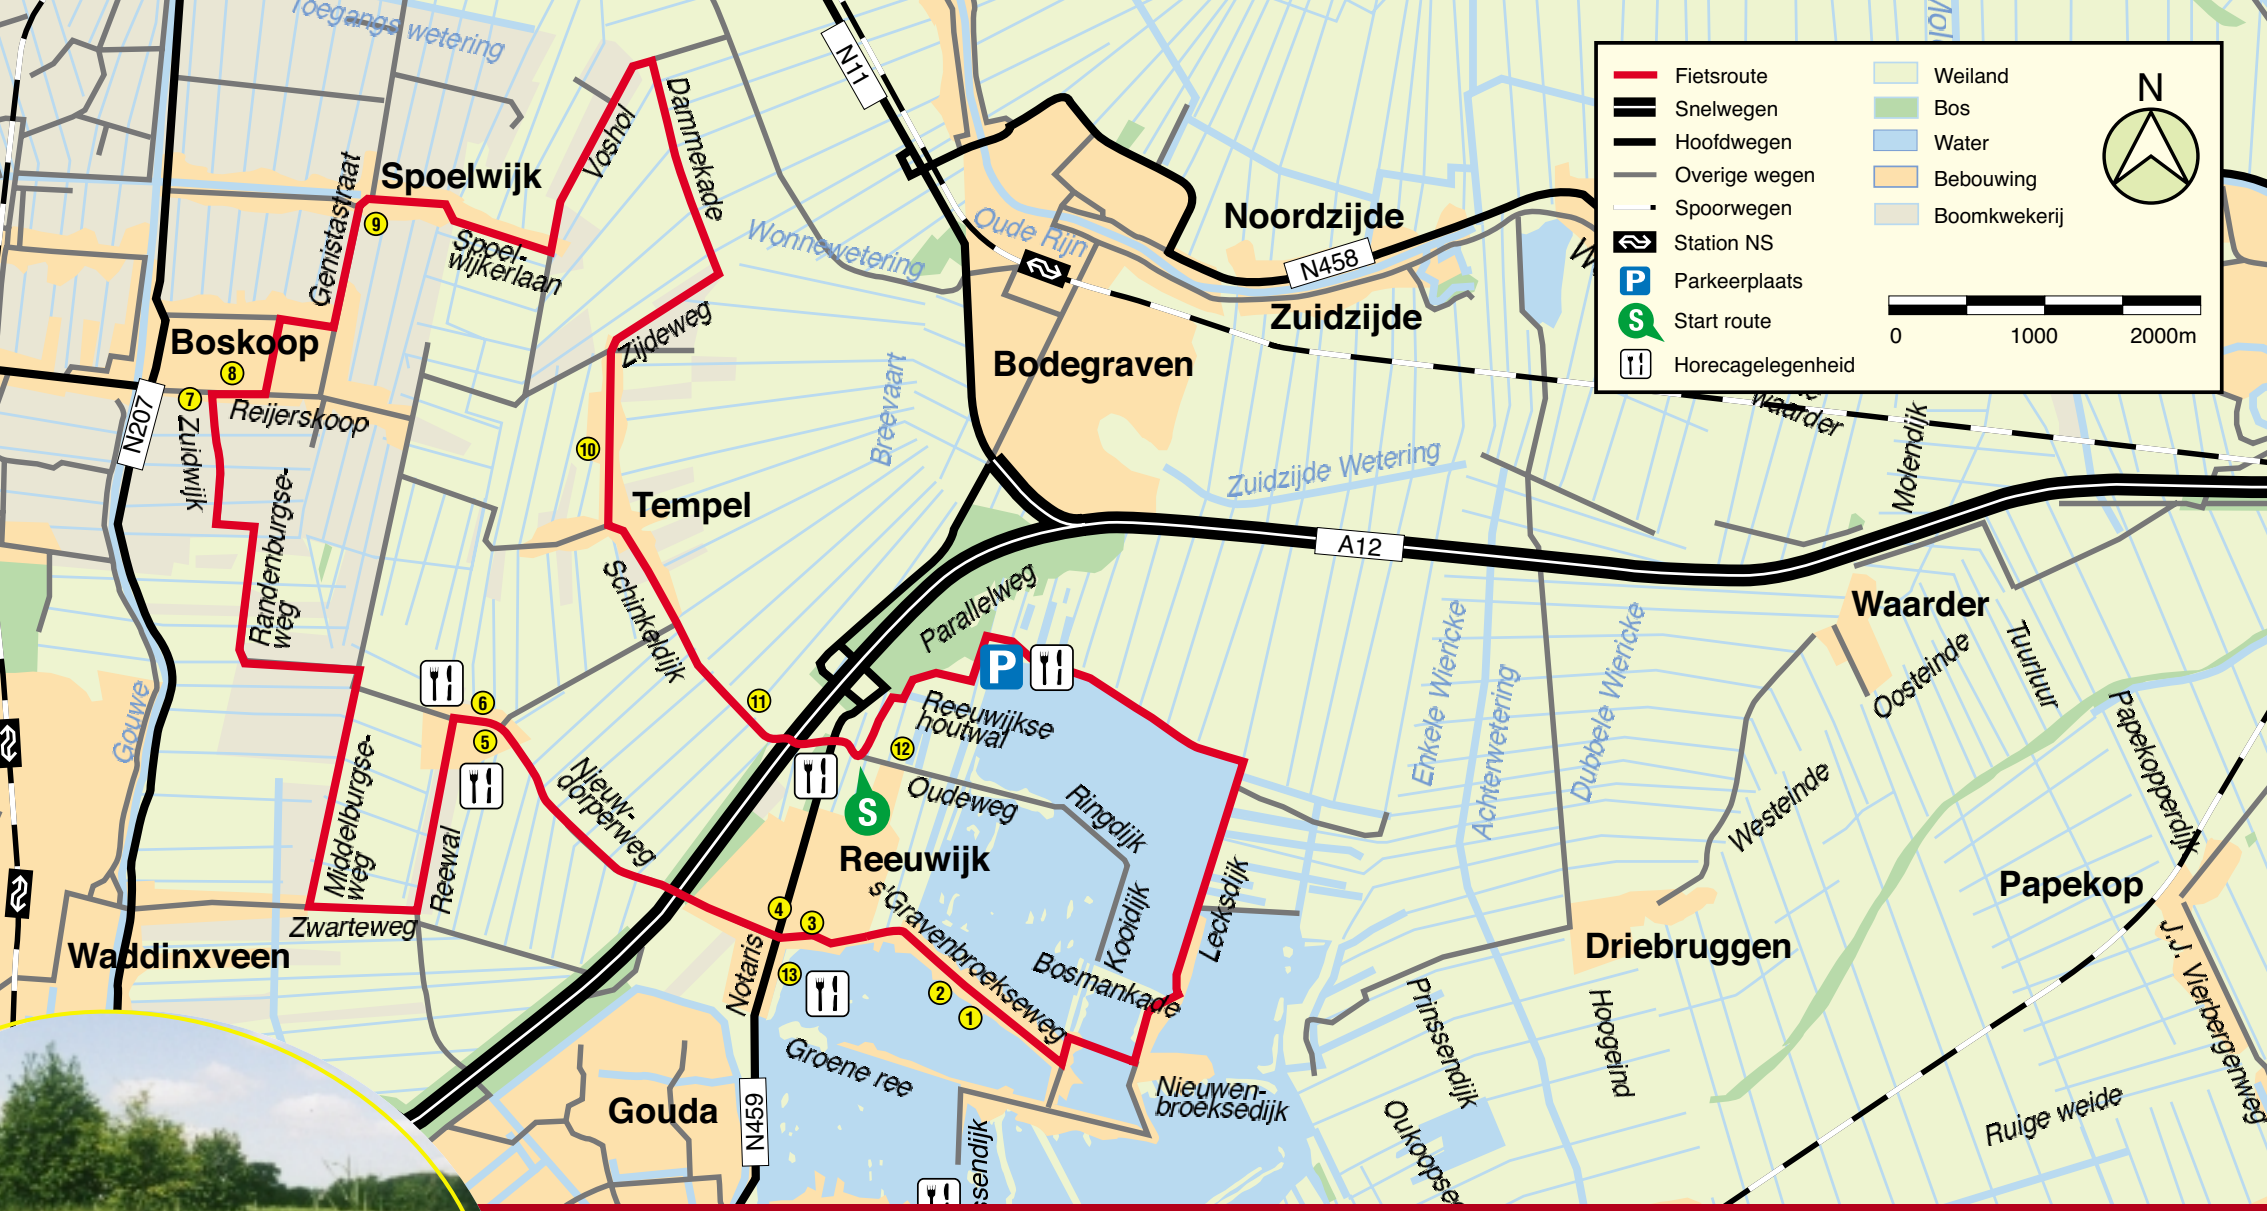 Toegangs wetering
N11
Fietsroute
Snelwegen
Hoofdwegen
Overige wegen
Spoorwegen
Station NS
P
Parkeerplaats
S
Start route
Horecagelegenheid
Weiland
Bos
Water
Bebouwing
Boomkwekerij
N
0 1000 2000m
Voshol
Dammekade
Spoelwijk
Genistastraat
9
Spoel-
wijkerlaan
Wonnewetering
Oude Rijn
Noordzijde
N458
Zuidzijde
Bodegraven
Zijdeweg
Boskoop
8
7
Reijerskoop
N207
Zuidwijk
Breevaart
10
Tempel
Zuidzijde Wetering
waarder
Molendijk
A12
Randenburgse-
weg
Schinkeldijk
Parallelweg
Waarder
Oosteinde
Tuurluur
Papekopperdijk
Enkele Wiericke
Achterwetering
Dubbele Wiericke
Westeinde
Gouwe
6
5
11
P
Reeuwijkse
houtwal
12
Oudeweg
Ringdijk
S
Reeuwijk
Middelburgse-
weg
Reewal
Nieuw-
dorperweg
Zwarteweg
Waddinxveen
4
3
s'Gravenbroekseweg
Kooidijk
Lecksdijk
Bosmankade
Papekop
Driebruggen
J.J. Vierbergenweg
Notaris
13
2
1
Groene ree
Gouda
N459
Nieuwen-
broeksedijk
Prinssendijk
Hoogeind
Ruige weide